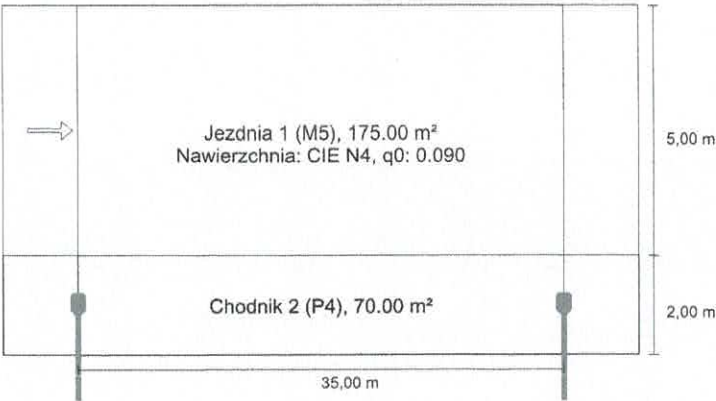 Jezdnia 1 (M5), 175.00 m²
Nawierzchnia: CIE N4, q0: 0.090
5,00 m
Chodnik 2 (P4), 70.00 m²
2,00 m
35,00 m